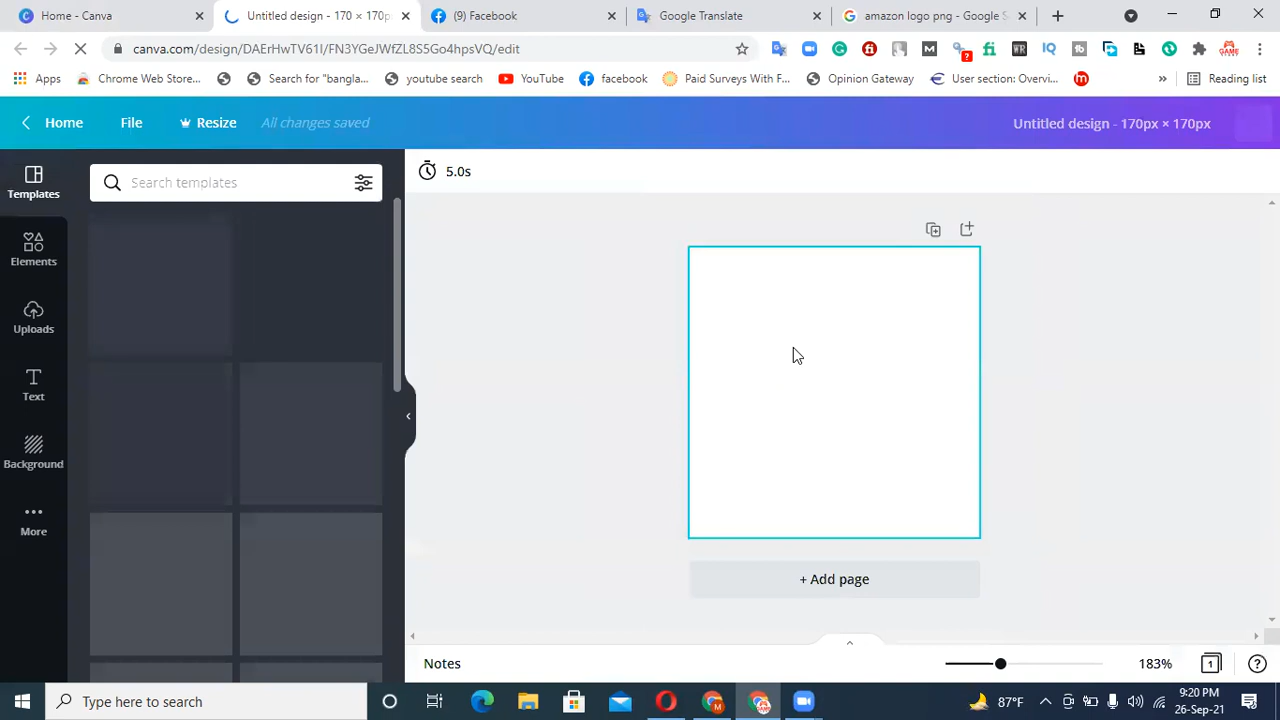 Home - Canva
Untitled design - 170 × 170p
(9) Facebook
Google Translate
amazon logo.png - Google S
canva.com/design/DAErHwTV61I/FN3YGeJWfZL8S5Go4hpsVQ/edit
Apps
Chrome Web Store...
Search for "bangla...
youtube:search
YouTube
facebook
Paid Surveys With F...
Opinion Gateway
User section: Overvi...
Reading list
Home
File
Resize
All changes saved
Untitled design - 170px × 170px
Templates
Search templates
5.0s
Elements
Uploads
Text
Background
More
+ Add page
Notes
183%
1
Type here to search
87°F
9:20 PM
26-Sep-21